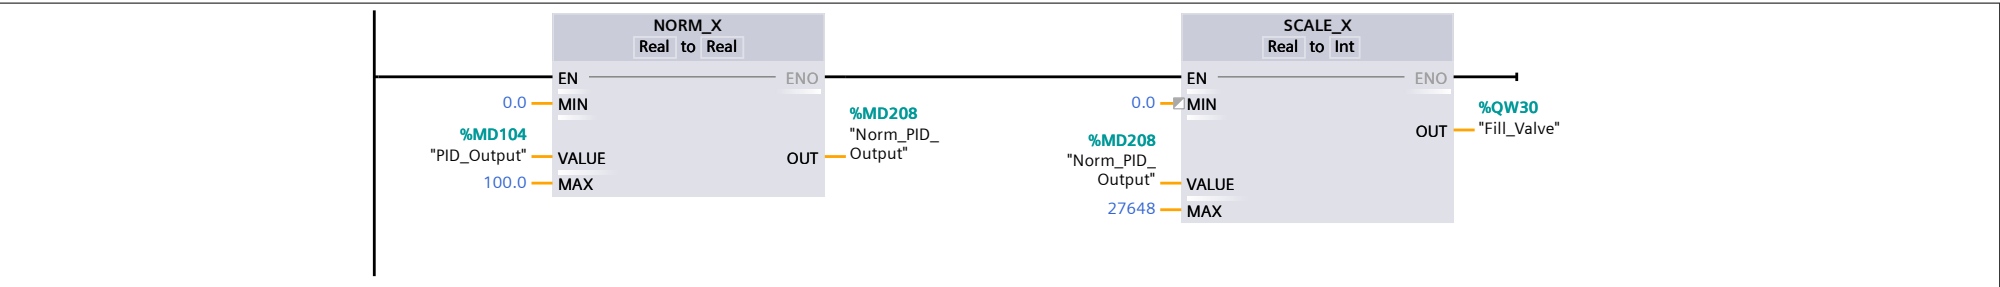 NORM_X
Real to Real
EN
ENO
0.0
MIN
%MD104
"PID_Output"
VALUE
100.0
MAX
OUT
%MD208
"Norm_PID_
Output"
SCALE_X
Real to Int
EN
ENO
0.0
MIN
%MD208
"Norm_PID_
Output"
VALUE
27648
MAX
OUT
%QW30
"Fill_Valve"